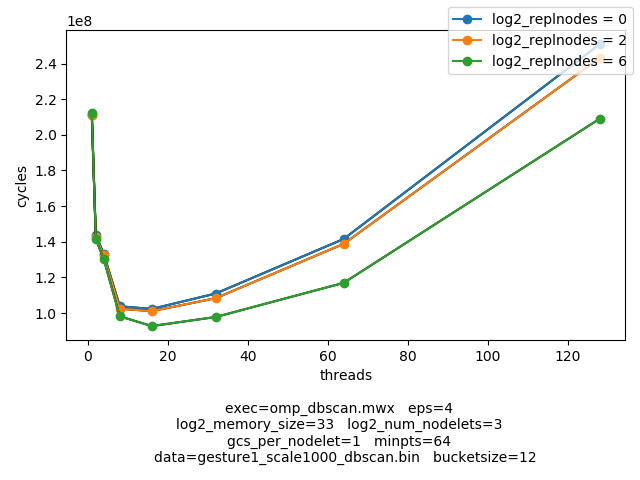 1e8
log2_replnodes = 0
log2_replnodes = 2
log2_replnodes = 6
2.4
2.2
2.0
1.8
1.6
1.4
1.2
1.0
cycles
0 20 40 60 80 100 120
threads
exec=omp_dbscan.mwx eps=4
log2_memory_size=33 log2_num_nodelets=3
gcs_per_nodelet=1 minpts=64
data=gesture1_scale1000_dbscan.bin bucketsize=12